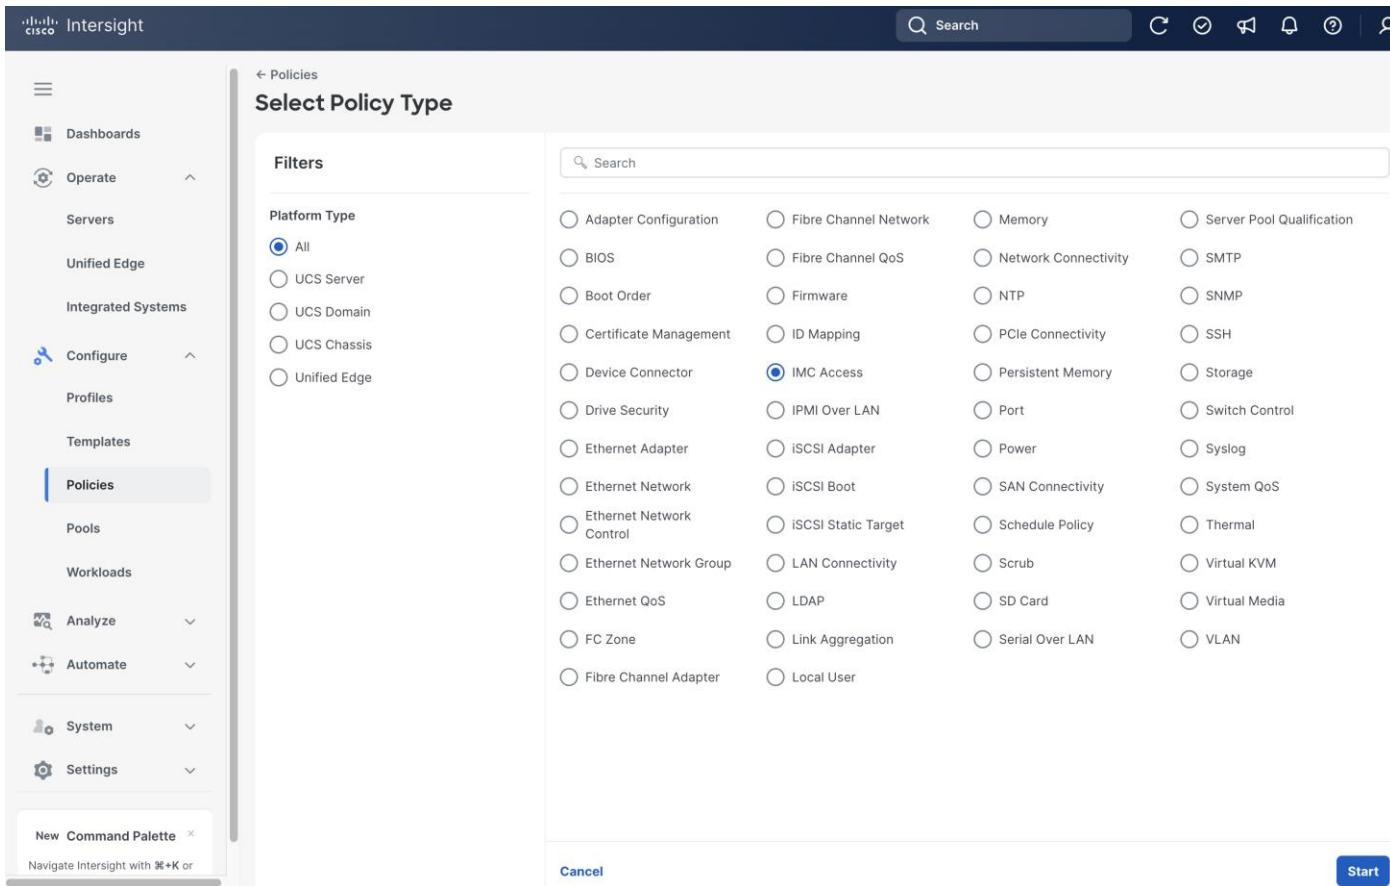 cisco Intersight
Search
Dashboards
Operate
Servers
Unified Edge
Integrated Systems
Configure
Profiles
Templates
Policies
Pools
Workloads
Analyze
Automate
System
Settings
New Command Palette ×
Navigate Intersight with ⌘+K or
← Policies
Select Policy Type
Filters
Platform Type
All
UCS Server
UCS Domain
UCS Chassis
Unified Edge
Search
Adapter Configuration
BIOS
Boot Order
Certificate Management
Device Connector
Drive Security
Ethernet Adapter
Ethernet Network
Ethernet Network
Control
Ethernet Network Group
Ethernet QoS
FC Zone
Fibre Channel Adapter
Fibre Channel Network
Fibre Channel QoS
Firmware
ID Mapping
IMC Access
IPMI Over LAN
iSCSI Adapter
iSCSI Boot
iSCSI Static Target
LAN Connectivity
LDAP
Link Aggregation
Local User
Memory
Network Connectivity
NTP
PCIe Connectivity
Persistent Memory
Port
Power
SAN Connectivity
Schedule Policy
Scrub
SD Card
Serial Over LAN
Server Pool Qualification
SMTP
SNMP
SSH
Storage
Switch Control
Syslog
System QoS
Thermal
Virtual KVM
Virtual Media
VLAN
Cancel
Start